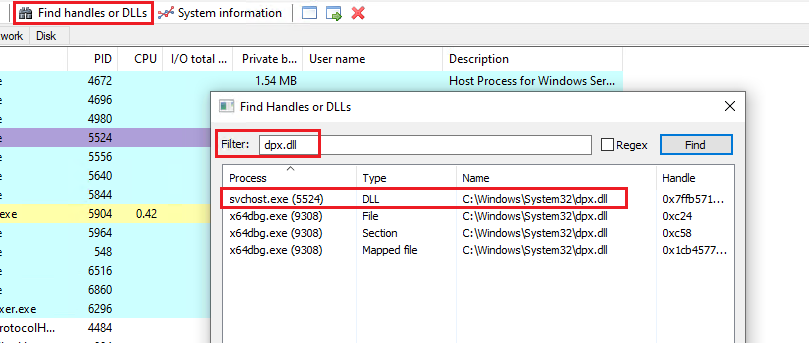 Find handles or DLLs System information
work Disk
PID CPU I/O total ... Private b... User name Description
e 4672 1.54 MB Host Process for Windows Ser...
e 4696
e 4980
e 5524
e 5556
e 5640
e 5844
.exe 5904 0.42
e 5964
e 548
e 6516
e 6860
xer.exe 6296
rotocolH... 4484
Find Handles or DLLs
Filter: dpx.dll Regex Find
Process Type Name Handle
svchost.exe (5524) DLL C:\Windows\System32\dpx.dll 0x7ffb571...
x64dbg.exe (9308) File C:\Windows\System32\dpx.dll 0xc24
x64dbg.exe (9308) Section C:\Windows\System32\dpx.dll 0xc58
x64dbg.exe (9308) Mapped file C:\Windows\System32\dpx.dll 0x1cb4577...